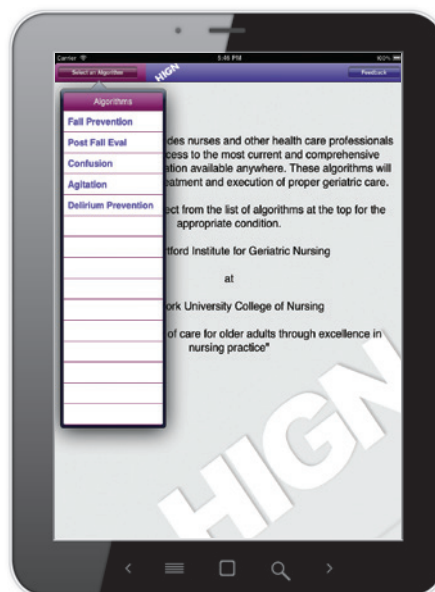 Carrier 5:46 PM 100%
Select an Algorithm HIGN Feedback
Algorithms
Fall Prevention
Post Fall Eval
Confusion
Agitation
Delirium Prevention
des nurses and other health care professionals
cess to the most current and comprehensive
tion available anywhere. These algorithms will
eatment and execution of proper geriatric care.
ect from the list of algorithms at the top for the
appropriate condition.
tford Institute for Geriatric Nursing
at
ork University College of Nursing
of care for older adults through excellence in
nursing practice"
HIGN